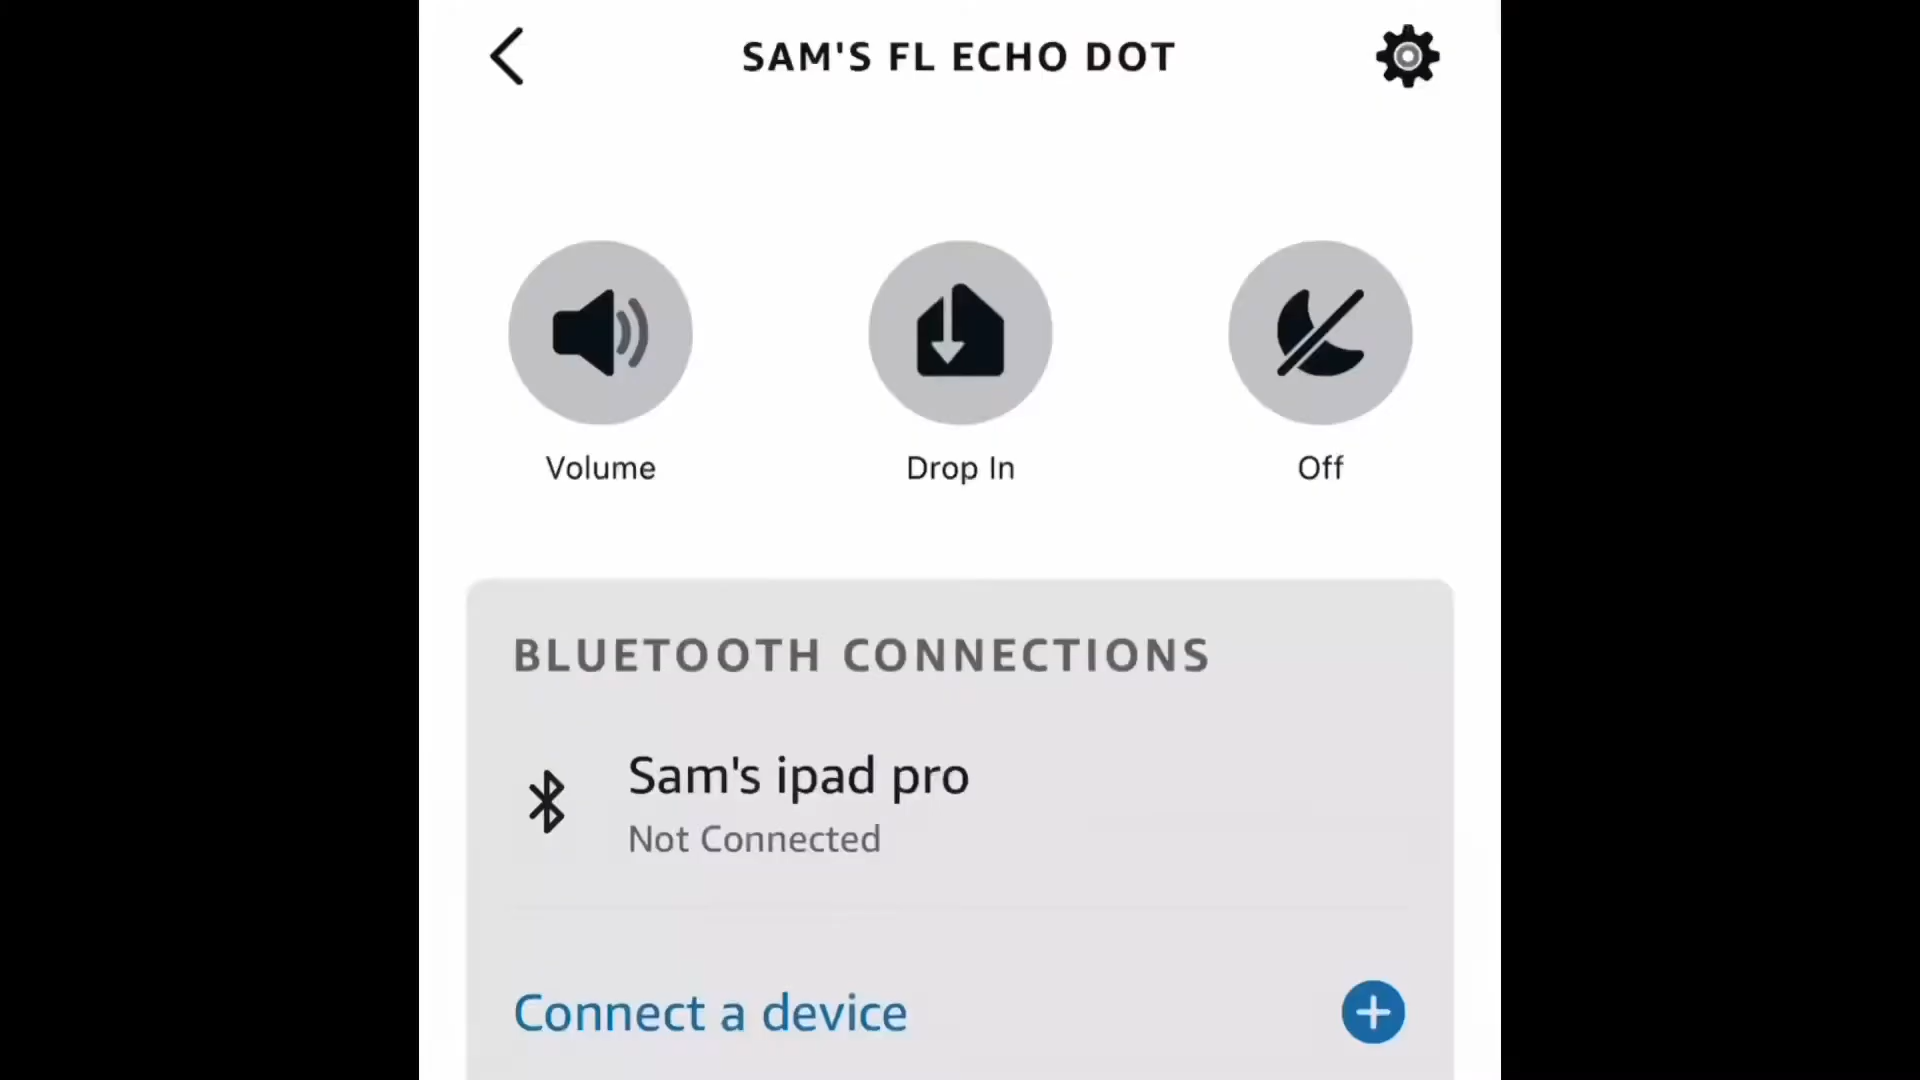 SAM'S FL ECHO DOT
Volume
Drop In
Off
BLUETOOTH CONNECTIONS
Sam's ipad pro
Not Connected
Connect a device